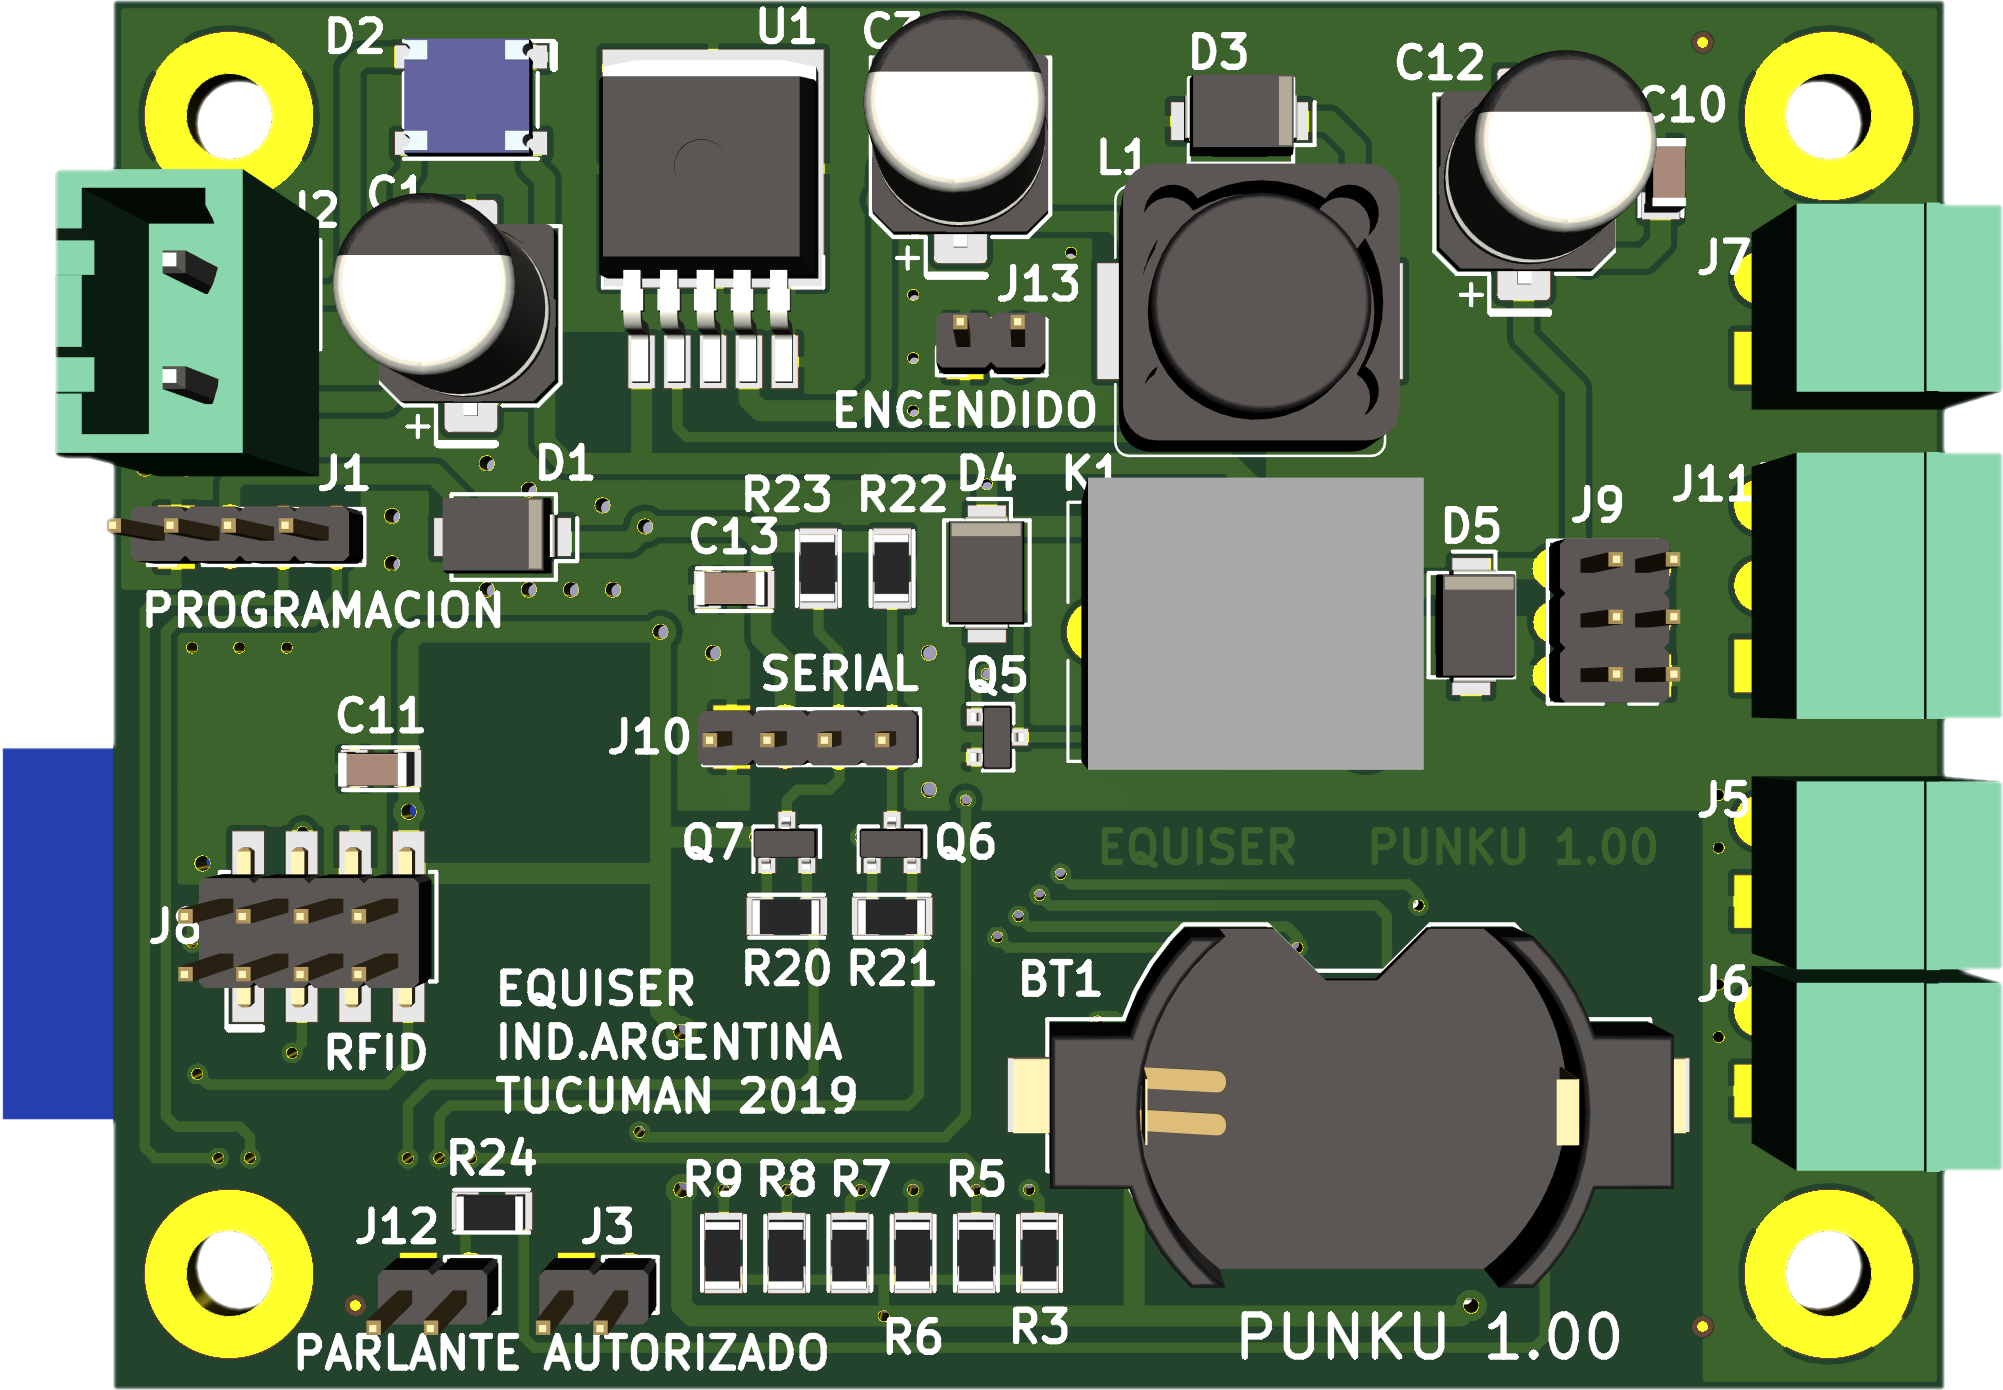 D2
U1
C3
D3
C12
C10
L1
C1
J2
J7
+
J13
+
ENCENDIDO
+
J1
D1
R23
R22
D4
K1
J11
J9
C13
D5
PROGRAMACION
SERIAL
Q5
C11
J10
J5
Q7
Q6
EQUISER PUNKU 1.00
J8
R20
R21
BT1
J6
EQUISER
IND.ARGENTINA
TUCUMAN 2019
RFID
R24
R9
R8
R7
R5
J12
J3
R6
R3
PUNKU 1.00
PARLANTE
AUTORIZADO